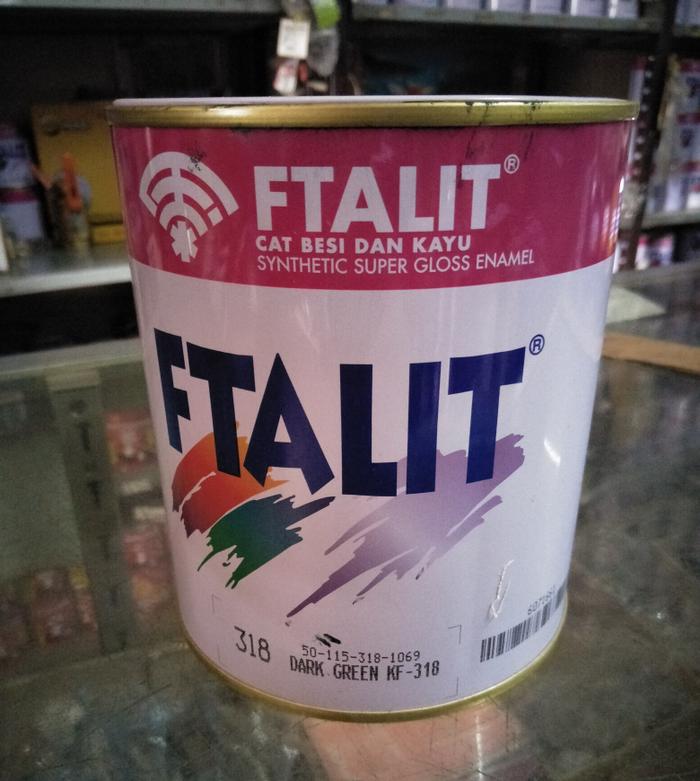 FTALIT®
CAT BESI DAN KAYU
SYNTHETIC SUPER GLOSS ENAMEL
FTALIT®
318
50-115-318-1069
DARK GREEN KF-318